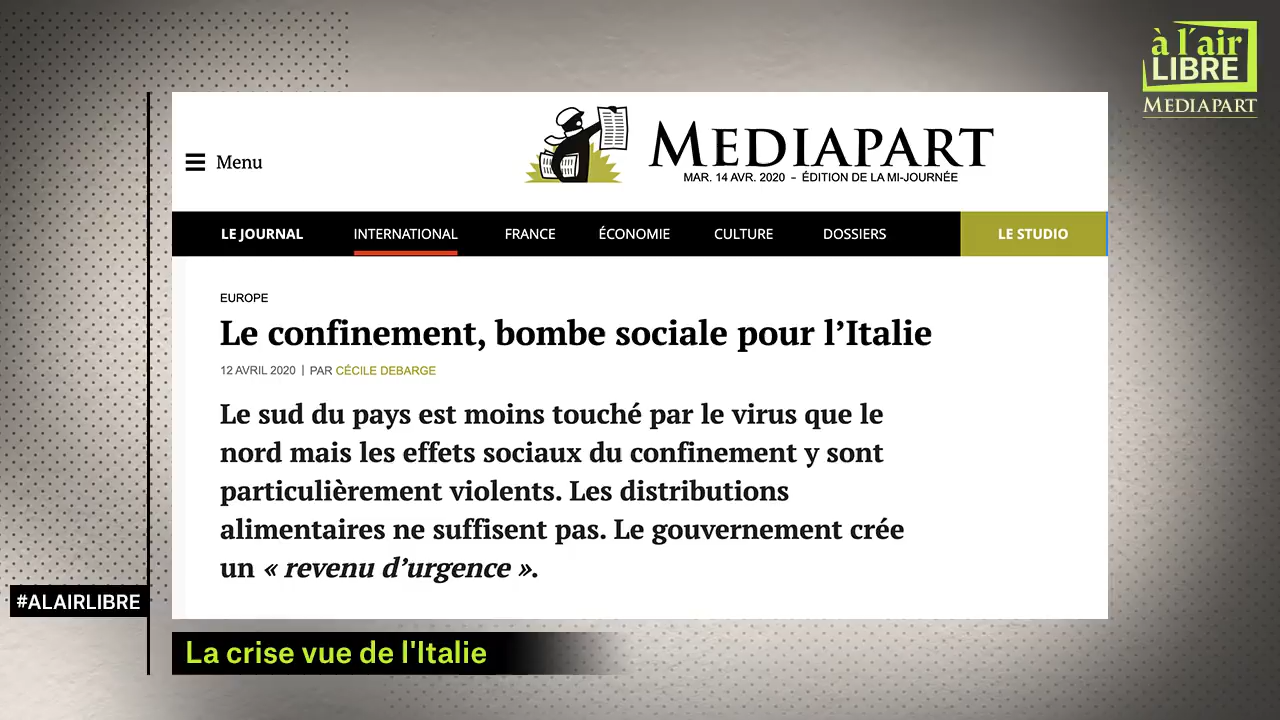 à l'air
LIBRE
MEDIAPART
Menu
MEDIAPART
MAR. 14 AVR. 2020 - ÉDITION DE LA MI-JOURNÉE
LE JOURNAL INTERNATIONAL FRANCE ÉCONOMIE CULTURE DOSSIERS LE STUDIO
EUROPE
Le confinement, bombe sociale pour l’Italie
12 AVRIL 2020 | PAR CÉCILE DEBARGE
Le sud du pays est moins touché par le virus que le
nord mais les effets sociaux du confinement y sont
particulièrement violents. Les distributions
alimentaires ne suffisent pas. Le gouvernement crée
un « revenu d’urgence ».
#ALAIRLIBRE
La crise vue de l'Italie